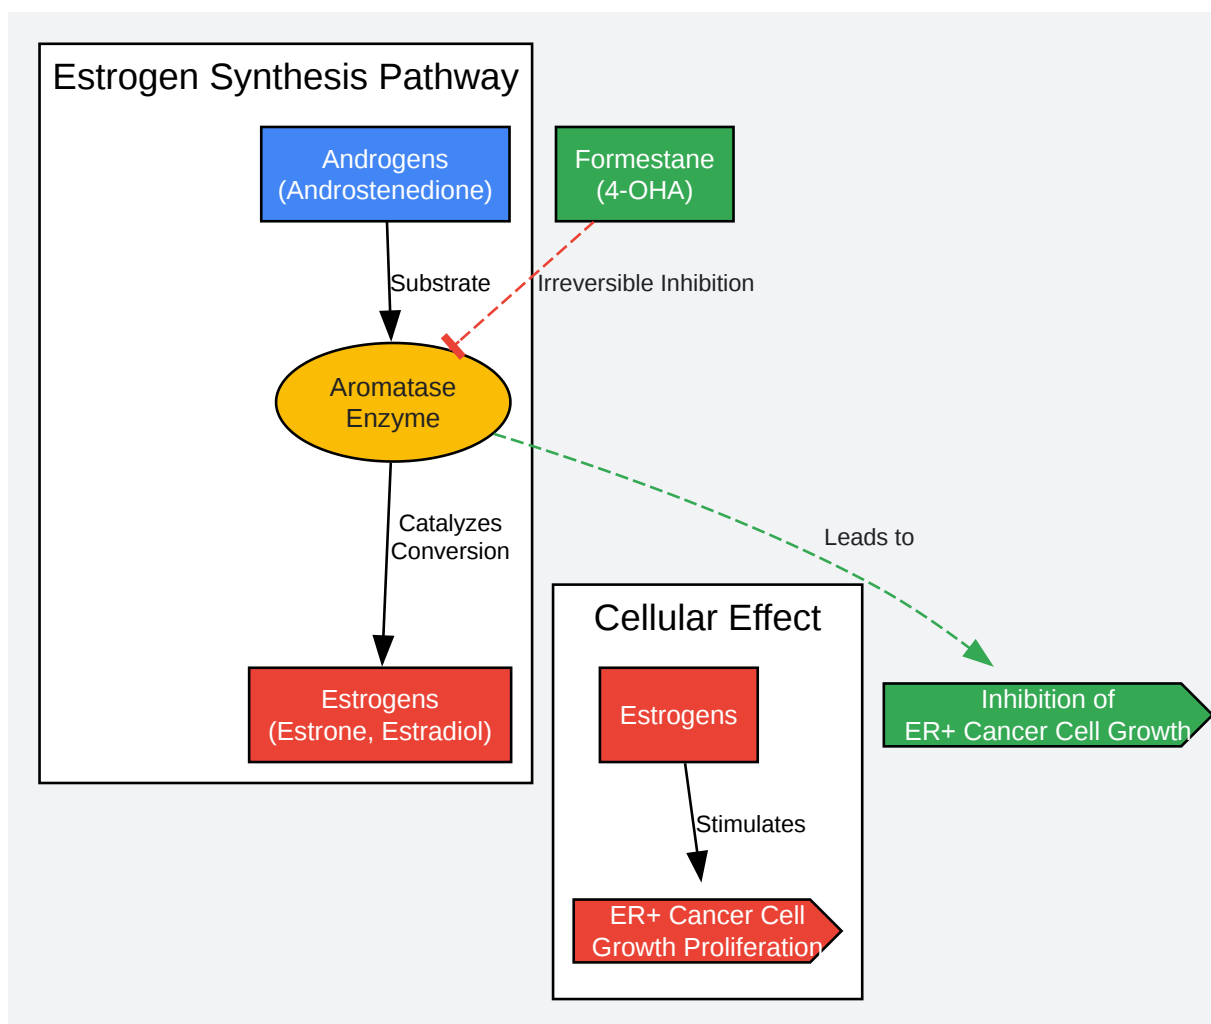 Estrogen Synthesis Pathway
Androgens
(Androstenedione)
Formestane
(4-OHA)
Substrate
Irreversible Inhibition
Aromatase
Enzyme
Catalyzes
Conversion
Leads to
Estrogens
(Estrone, Estradiol)
Cellular Effect
Estrogens
Inhibition of
ER+ Cancer Cell Growth
Stimulates
ER+ Cancer Cell
Growth Proliferation